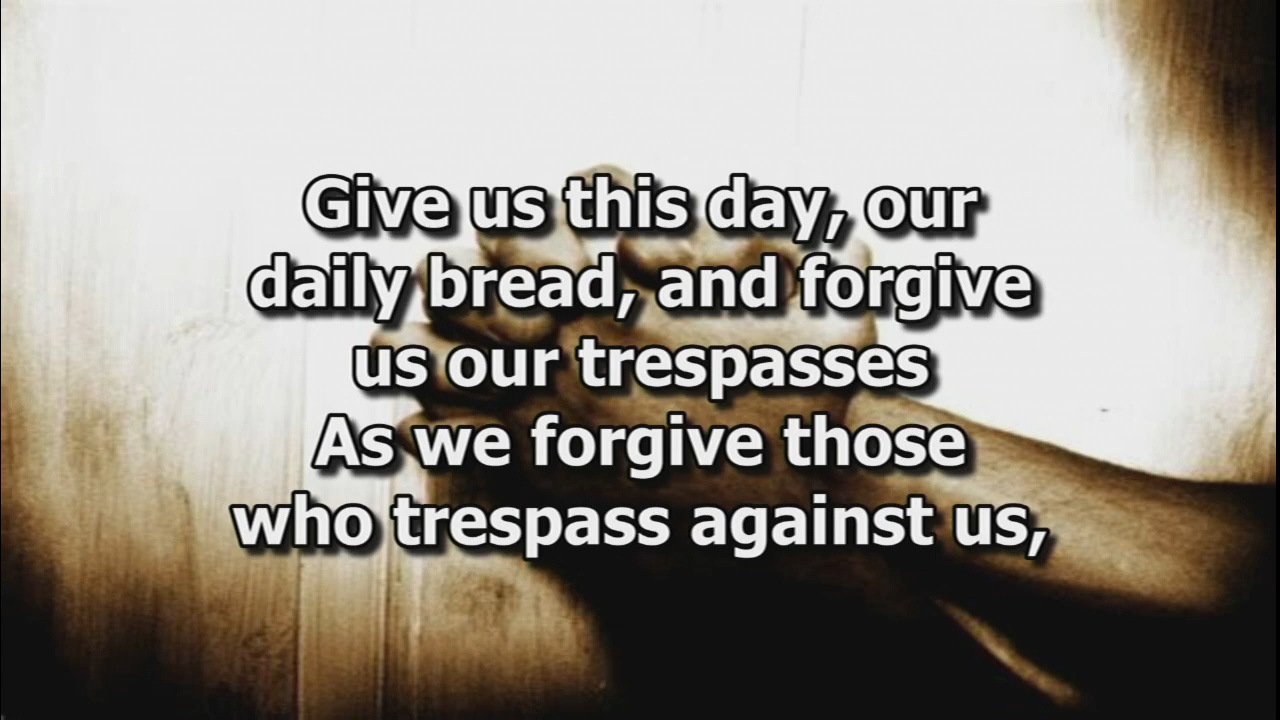 Give us this day, our
daily bread, and forgive
us our trespasses
As we forgive those
who trespass against us,